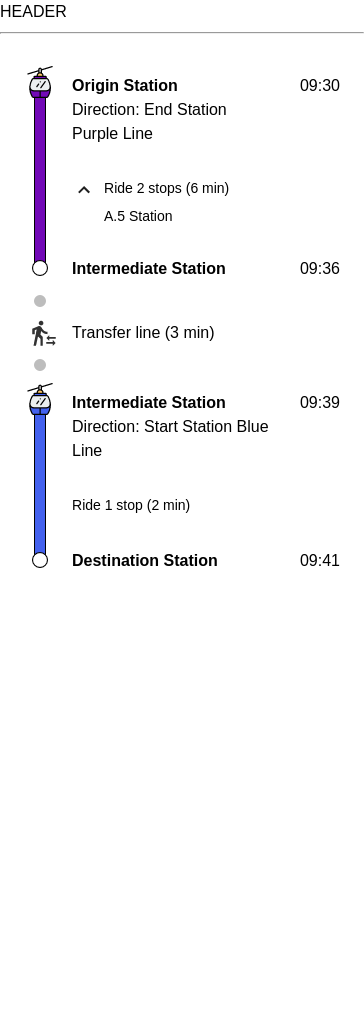 HEADER
Origin Station 09:30
Direction: End Station
Purple Line
Ride 2 stops (6 min)
A.5 Station
Intermediate Station 09:36
Transfer line (3 min)
Intermediate Station 09:39
Direction: Start Station Blue
Line
Ride 1 stop (2 min)
Destination Station 09:41